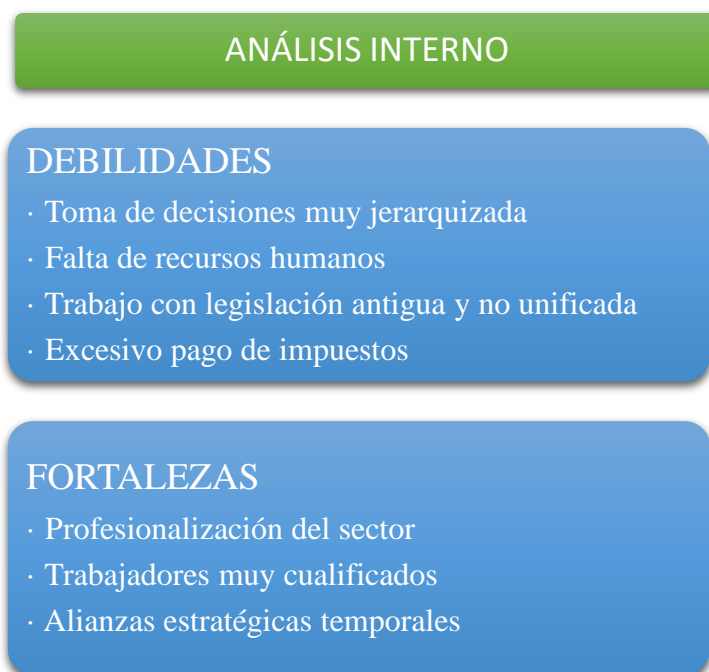 ANÁLISIS INTERNO
DEBILIDADES
· Toma de decisiones muy jerarquizada
· Falta de recursos humanos
· Trabajo con legislación antigua y no unificada
· Excesivo pago de impuestos
FORTALEZAS
· Profesionalización del sector
· Trabajadores muy cualificados
· Alianzas estratégicas temporales